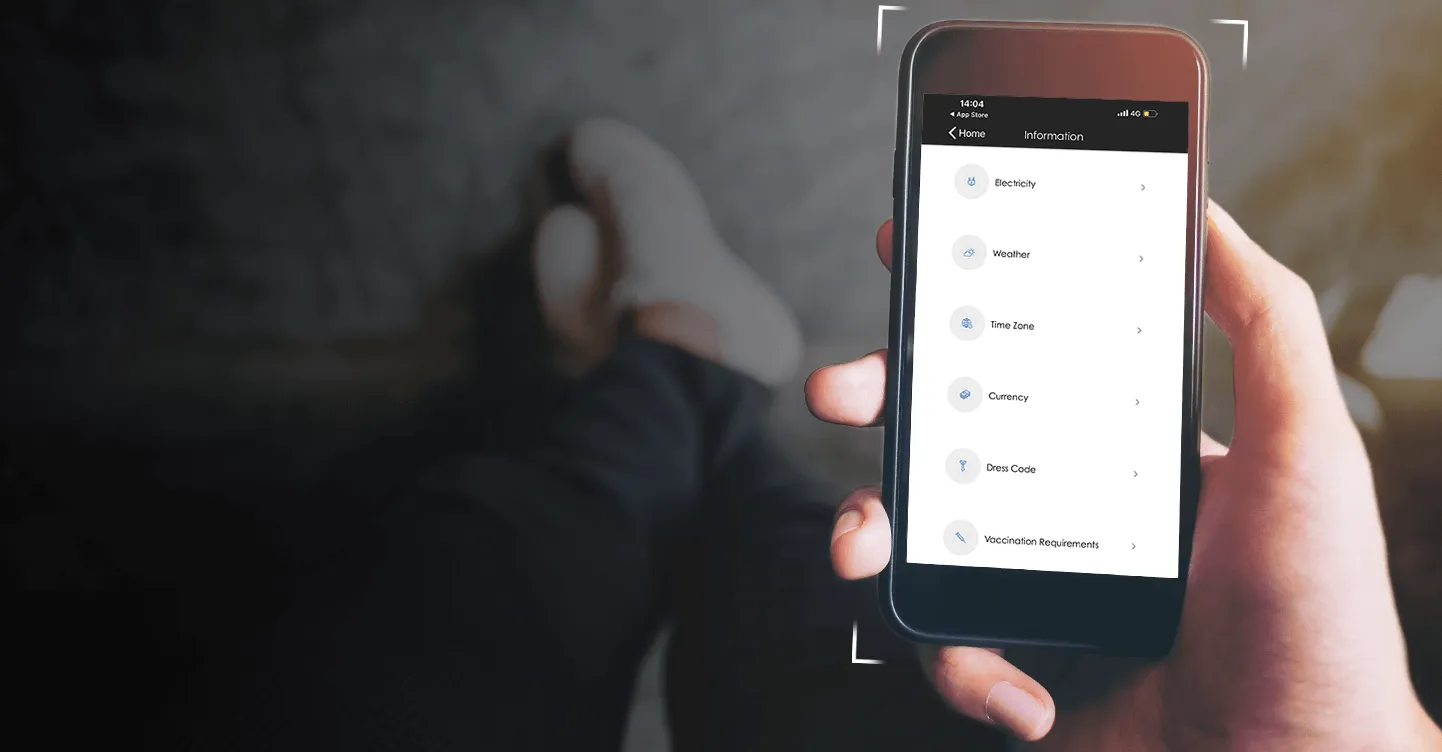 14:04
App Store
4G
Home
Information
Electricity
Weather
Time Zone
Currency
Dress Code
Vaccination Requirements